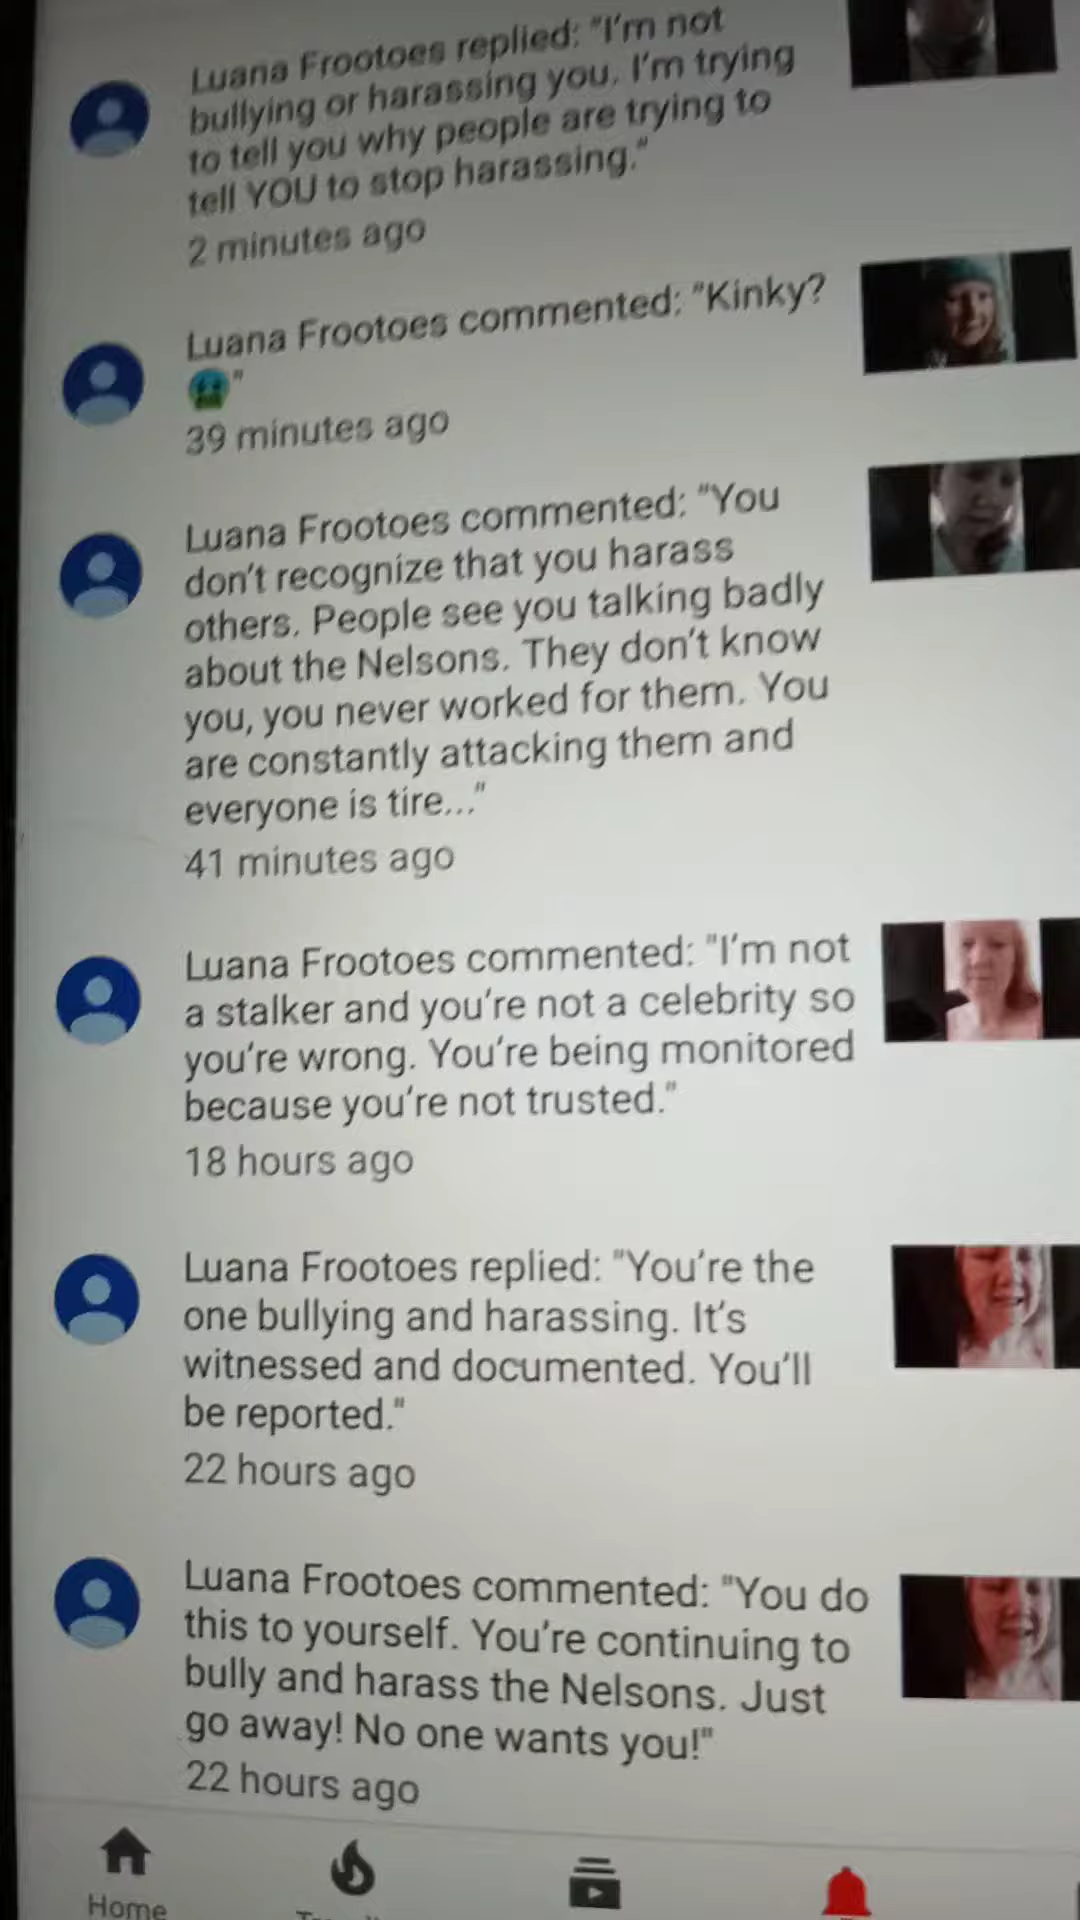 Luana Frootoes replied: "I'm not
bullying or harassing you. I'm trying
to tell you why people are trying to
tell YOU to stop harassing."
2 minutes ago
Luana Frootoes commented: "Kinky?
🥶"
39 minutes ago
Luana Frootoes commented: "You
don't recognize that you harass
others. People see you talking badly
about the Nelsons. They don't know
you, you never worked for them. You
are constantly attacking them and
everyone is tire..."
41 minutes ago
Luana Frootoes commented: "I'm not
a stalker and you're not a celebrity so
you're wrong. You're being monitored
because you're not trusted."
18 hours ago
Luana Frootoes replied: "You're the
one bullying and harassing. It's
witnessed and documented. You'll
be reported."
22 hours ago
Luana Frootoes commented: "You do
this to yourself. You're continuing to
bully and harass the Nelsons. Just
go away! No one wants you!"
22 hours ago
Home